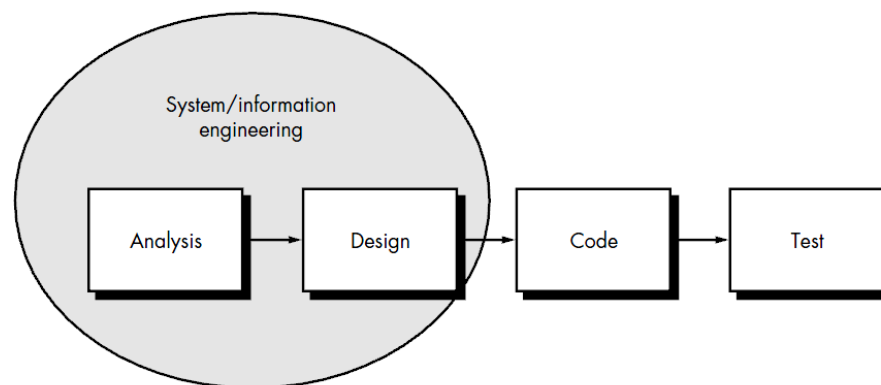 System/information
engineering
Analysis
Design
Code
Test